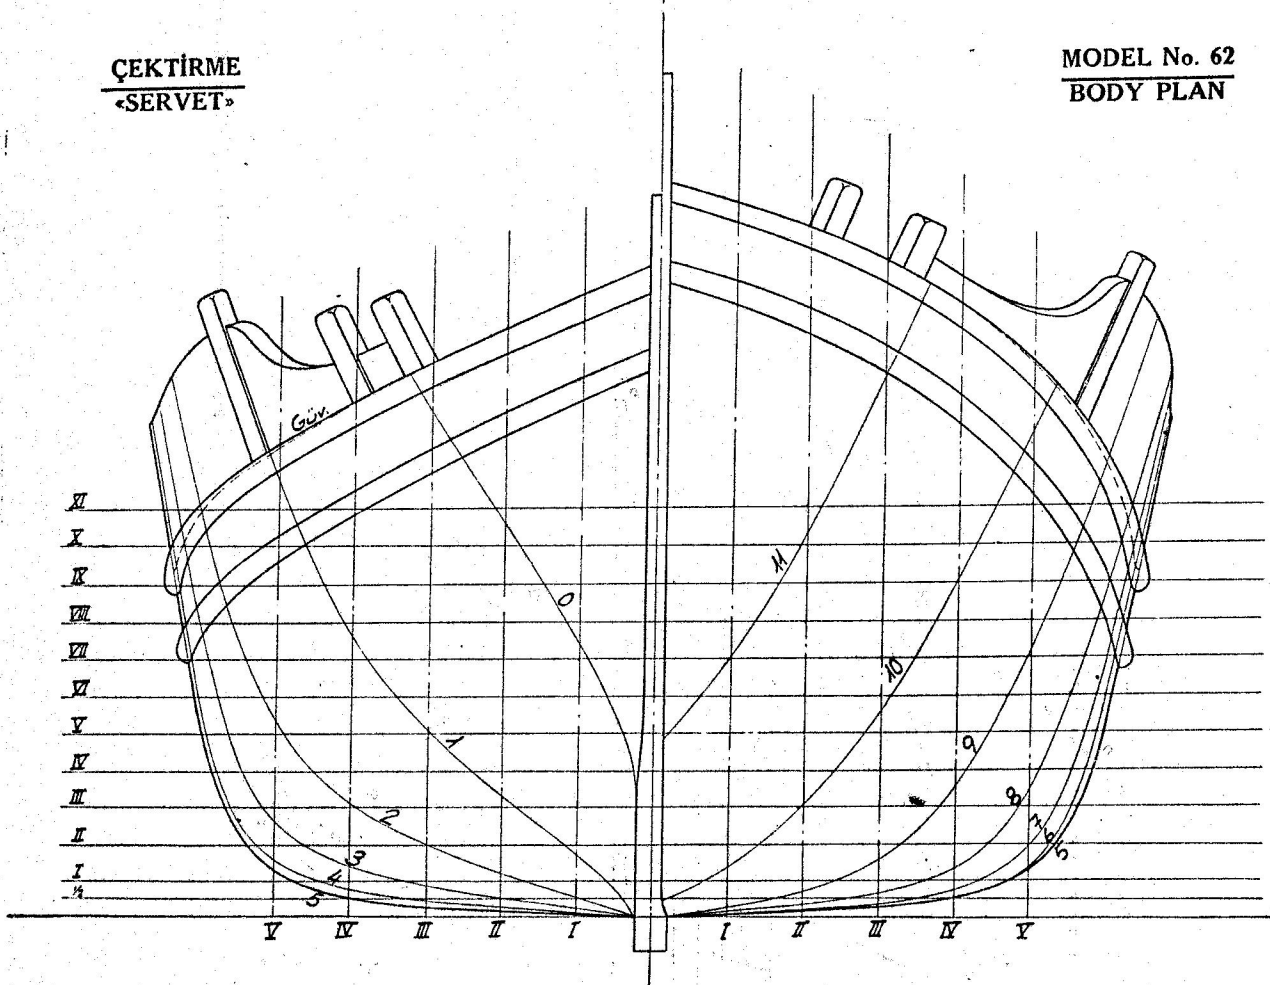 ÇEKTİRME
«SERVET»
MODEL No. 62
BODY PLAN
Güv.
XI
X
IX
VIII
VII
VI
V
IV
III
II
I
½
0
1
2
3
4
5
11
10
9
8
7
6
5
V IV III II I I II III IV V